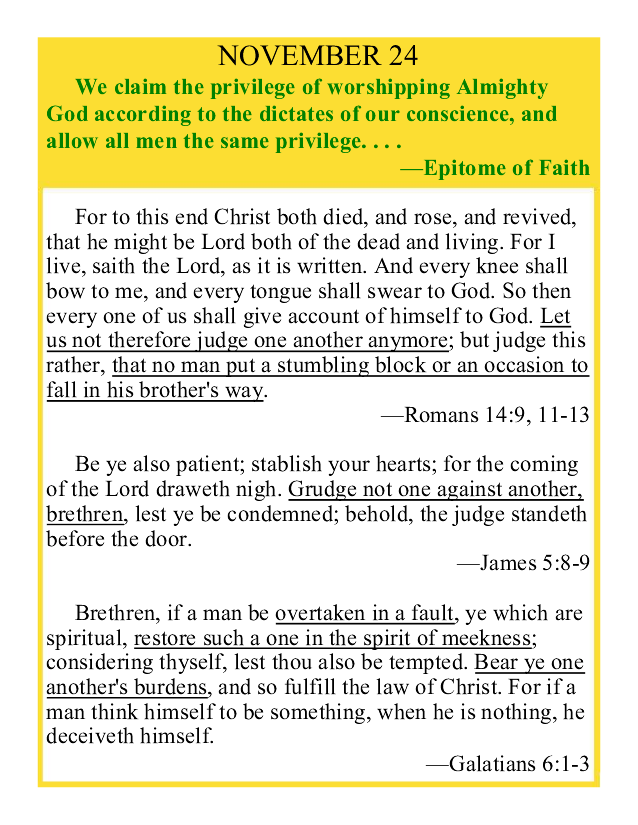 NOVEMBER 24
We claim the privilege of worshipping Almighty
God according to the dictates of our conscience, and
allow all men the same privilege. . . .
—Epitome of Faith
For to this end Christ both died, and rose, and revived,
that he might be Lord both of the dead and living. For I
live, saith the Lord, as it is written. And every knee shall
bow to me, and every tongue shall swear to God. So then
every one of us shall give account of himself to God. Let
us not therefore judge one another anymore; but judge this
rather, that no man put a stumbling block or an occasion to
fall in his brother's way.
—Romans 14:9, 11-13
Be ye also patient; stablish your hearts; for the coming
of the Lord draweth nigh. Grudge not one against another,
brethren, lest ye be condemned; behold, the judge standeth
before the door.
—James 5:8-9
Brethren, if a man be overtaken in a fault, ye which are
spiritual, restore such a one in the spirit of meekness;
considering thyself, lest thou also be tempted. Bear ye one
another's burdens, and so fulfill the law of Christ. For if a
man think himself to be something, when he is nothing, he
deceiveth himself.
—Galatians 6:1-3